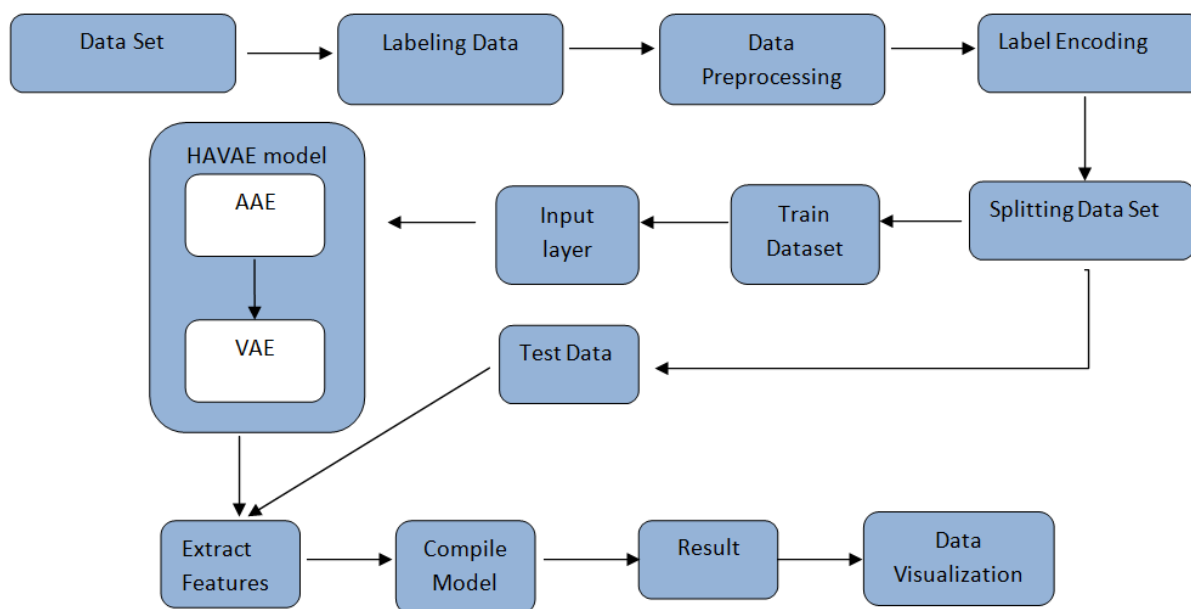 Data Set
Labeling Data
Data
Preprocessing
Label Encoding
HAVAE model
AAE
VAE
Input
layer
Train
Dataset
Splitting Data Set
Test Data
Extract
Features
Compile
Model
Result
Data
Visualization